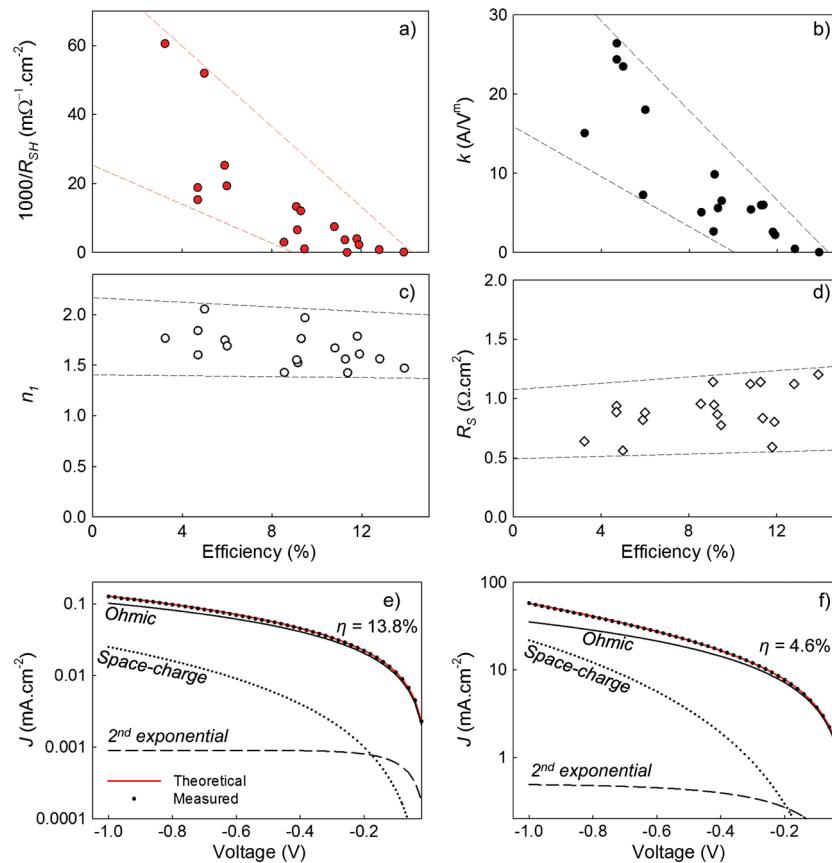 a)
60
40
20
0
1000/R_SH (mΩ⁻¹.cm⁻²)
b)
30
20
10
0
k (A/Vᵐ)
c)
2.0
1.5
1.0
0.5
0.0
n₁
0 4 8 12
Efficiency (%)
d)
2.0
1.5
1.0
0.5
0.0
R_S (Ω.cm²)
0 4 8 12
Efficiency (%)
e)
η = 13.8%
0.1
0.01
0.001
0.0001
J (mA.cm⁻²)
Ohmic
Space-charge
2ⁿᵈ exponential
Theoretical
Measured
-1.0 -0.8 -0.6 -0.4 -0.2
Voltage (V)
f)
η = 4.6%
100
10
1
J (mA.cm⁻²)
Ohmic
Space-charge
2ⁿᵈ exponential
-1.0 -0.8 -0.6 -0.4 -0.2
Voltage (V)